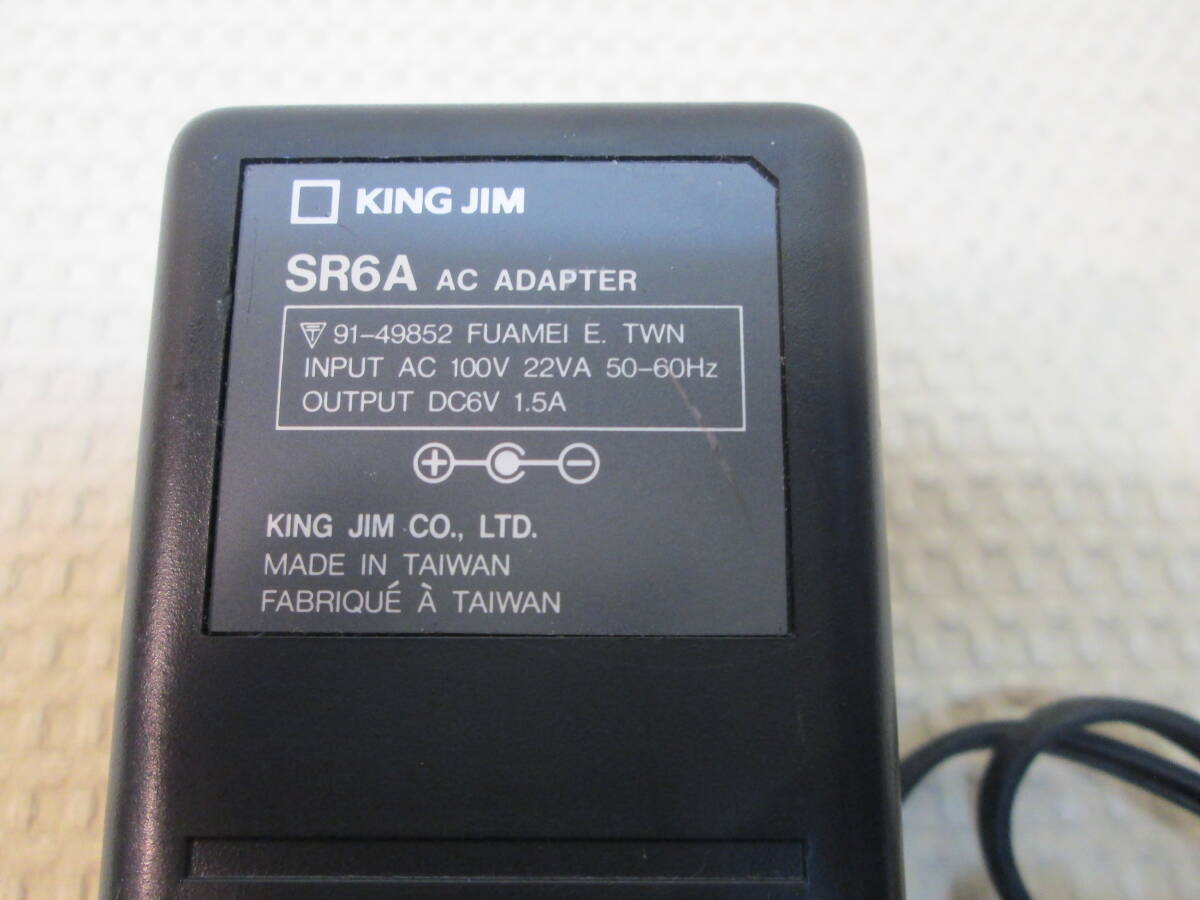 KING JIM
SR6A AC ADAPTER
91-49852 FUAMEI E. TWN
INPUT AC 100V 22VA 50-60Hz
OUTPUT DC6V 1.5A
KING JIM CO., LTD.
MADE IN TAIWAN
FABRIQUÉ À TAIWAN